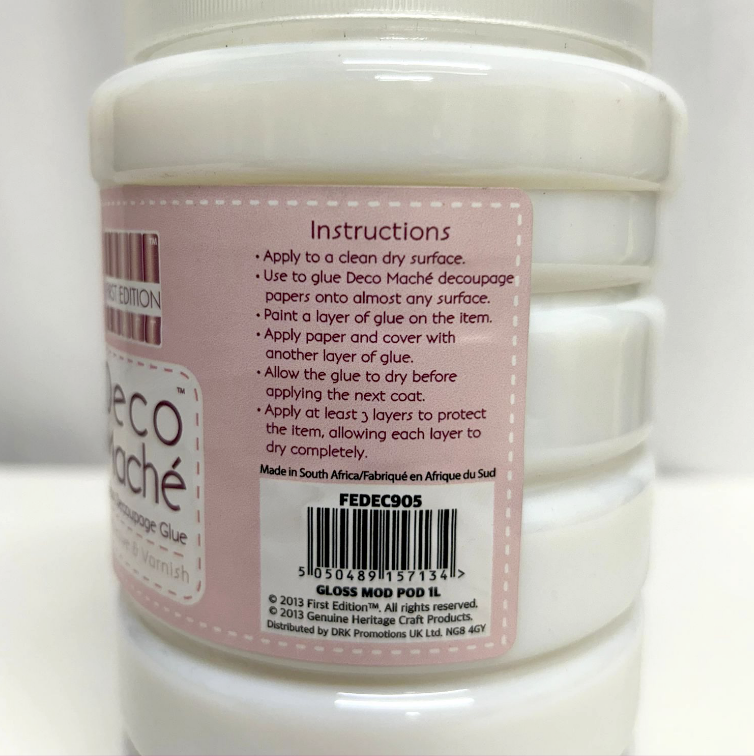 Instructions
• Apply to a clean dry surface.
• Use to glue Deco Maché decoupage
papers onto almost any surface.
• Paint a layer of glue on the item.
• Apply paper and cover with
another layer of glue.
• Allow the glue to dry before
applying the next coat.
• Apply at least 3 layers to protect
the item, allowing each layer to
dry completely.
Made in South Africa/Fabriqué en Afrique du Sud
FEDEC905
5 050489 157134 >
GLOSS MOD POD 1L
© 2013 First Edition™. All rights reserved.
© 2013 Genuine Heritage Craft Products.
Distributed by DRK Promotions UK Ltd. NG8 4GY
EDITION
™
Deco™
Maché
Decoupage Glue
& Varnish